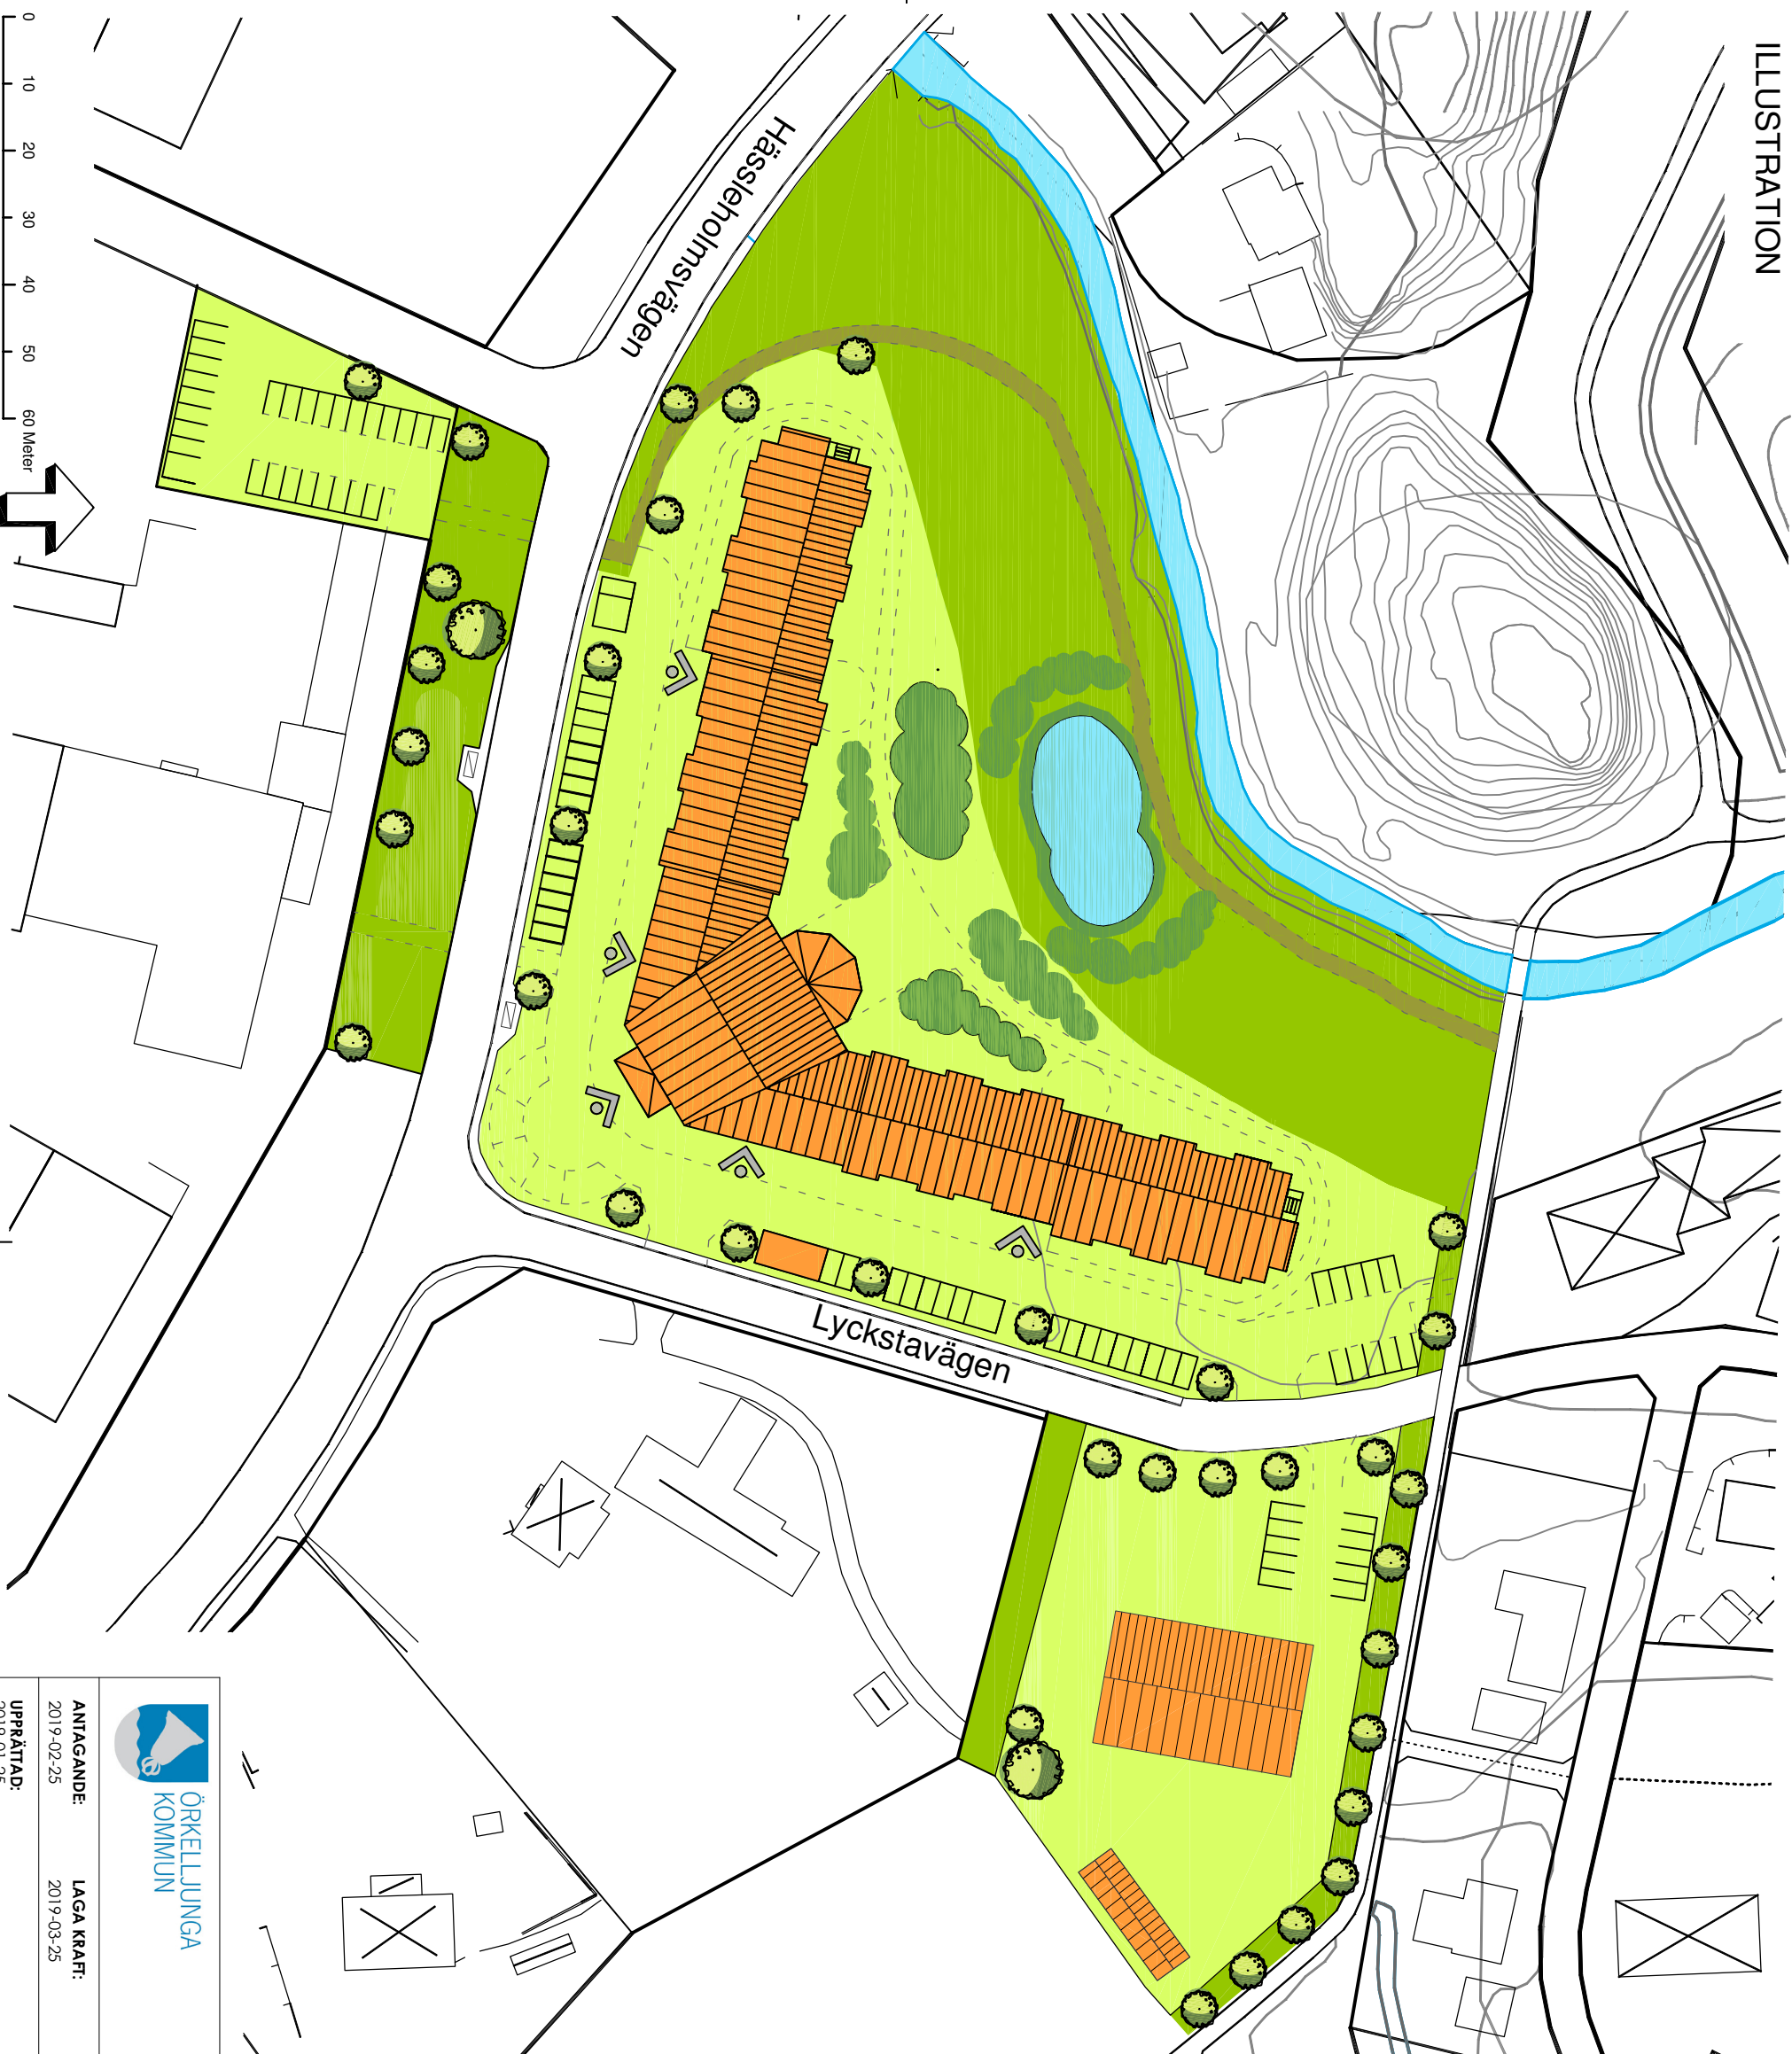 ILLUSTRATION
Hässleholmsvägen
Lyckstavägen
0 10 20 30 40 50 60 Meter
ÖRKELLJUNGA
KOMMUN
ANTAGANDE: LAGA KRAFT:
2019-02-25 2019-03-25
UPPRÄTTAD: